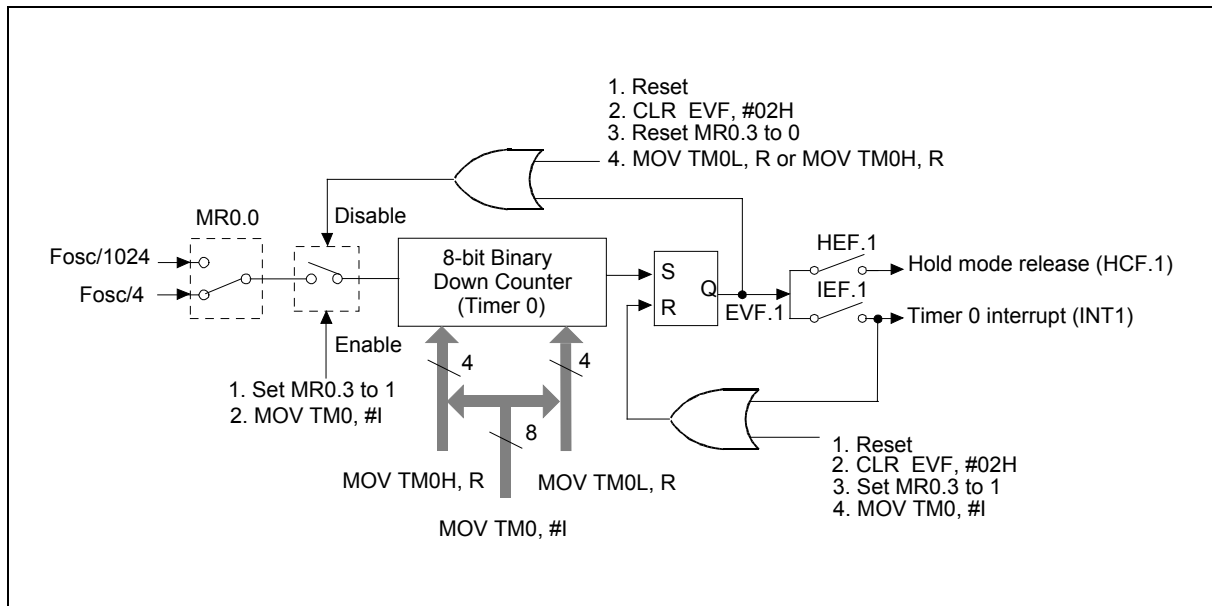 1. Reset
2. CLR EVF, #02H
3. Reset MR0.3 to 0
4. MOV TM0L, R or MOV TM0H, R
MR0.0
Disable
Fosc/1024
Fosc/4
8-bit Binary
Down Counter
(Timer 0)
S
R
Q
EVF.1
HEF.1
Hold mode release (HCF.1)
IEF.1
Timer 0 interrupt (INT1)
Enable
1. Set MR0.3 to 1
2. MOV TM0, #I
4
4
8
MOV TM0H, R
MOV TM0L, R
MOV TM0, #I
1. Reset
2. CLR EVF, #02H
3. Set MR0.3 to 1
4. MOV TM0, #I